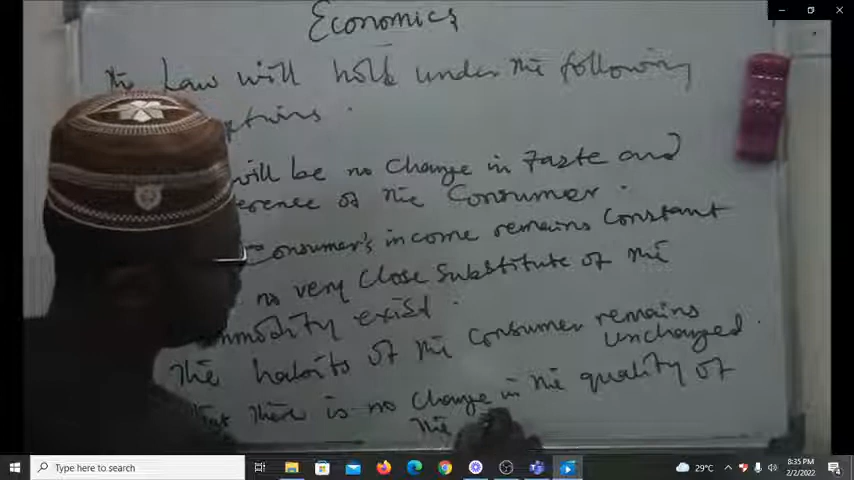 Economics
The Law will hold under the following
will be no change in taste and
of the Consumer.
Consumer's income remains constant
no very close substitute of the
exist.
The habits of the consumer remains
unchanged.
there is no change in the quality of
the
Type here to search
29°C
8:35 PM
2/2/2022